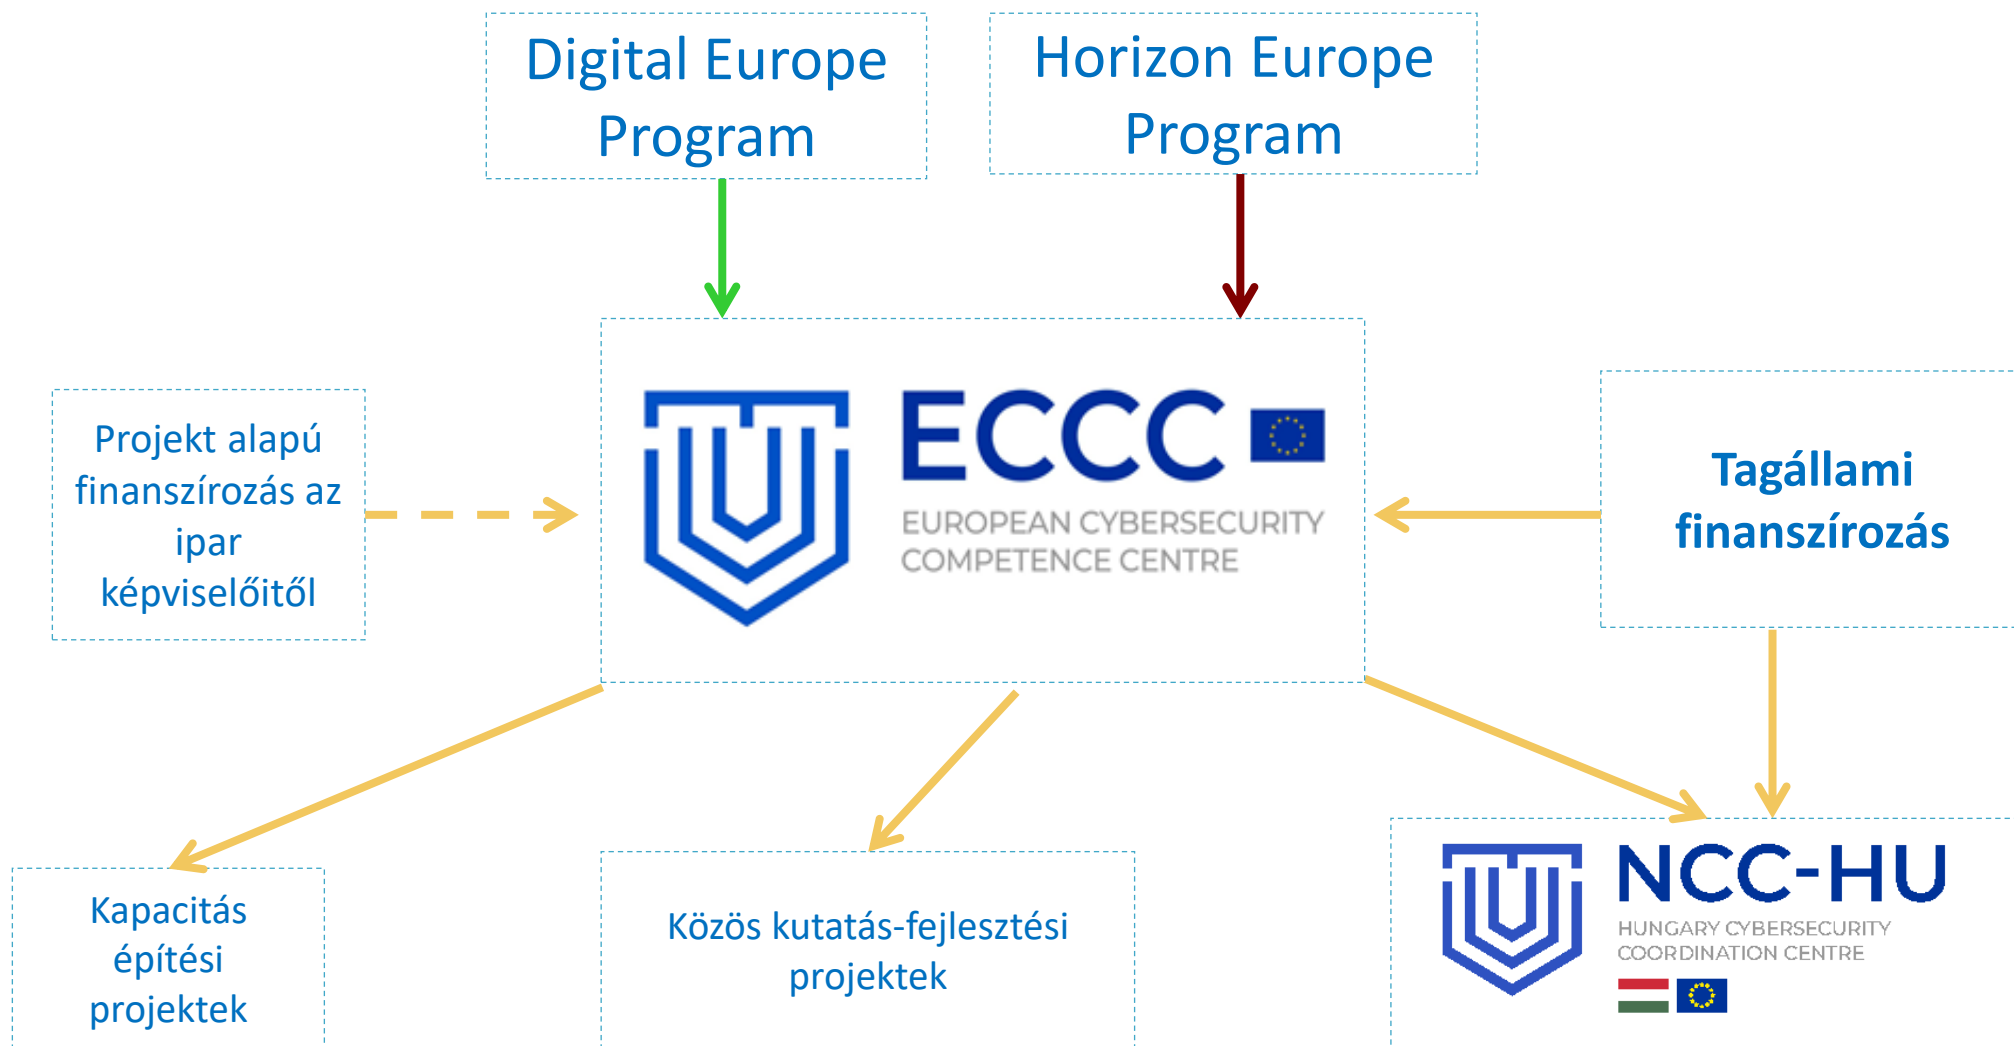 Digital Europe
Program
Horizon Europe
Program
Projekt alapú
finanszírozás az
ipar
képviselőitől
ECCC
EUROPEAN CYBERSECURITY
COMPETENCE CENTRE
Tagállami
finanszírozás
Kapacitás
építési
projektek
Közös kutatás-fejlesztési
projektek
NCC-HU
HUNGARY CYBERSECURITY
COORDINATION CENTRE